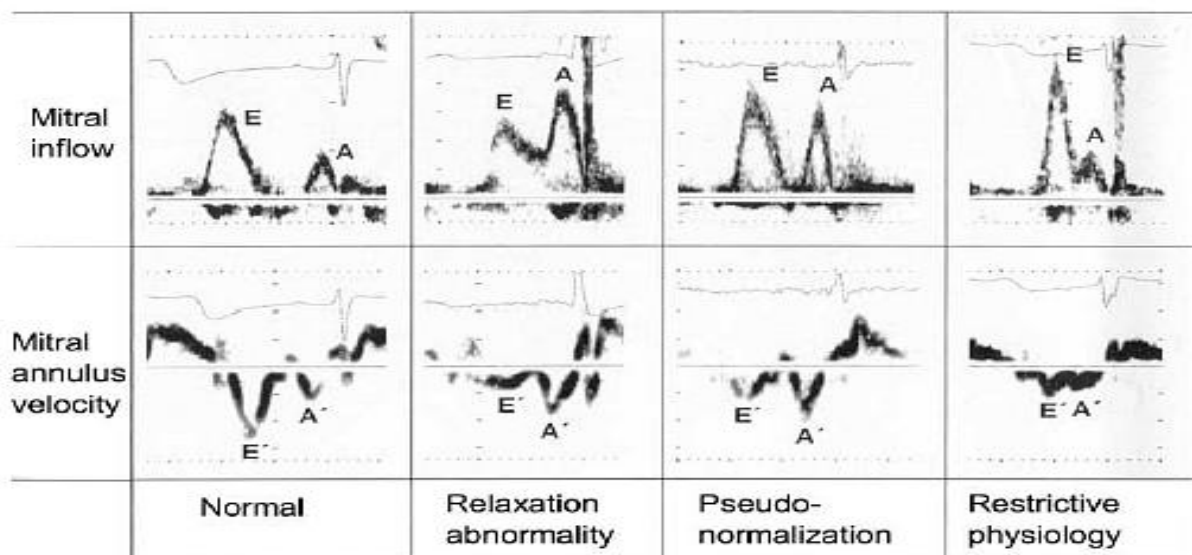 Mitral
inflow
E
A
E
A
E
A
E
A
Mitral
annulus
velocity
E´
A´
E´
A´
E´
A´
E´ A´
Normal
Relaxation
abnormality
Pseudo-
normalization
Restrictive
physiology